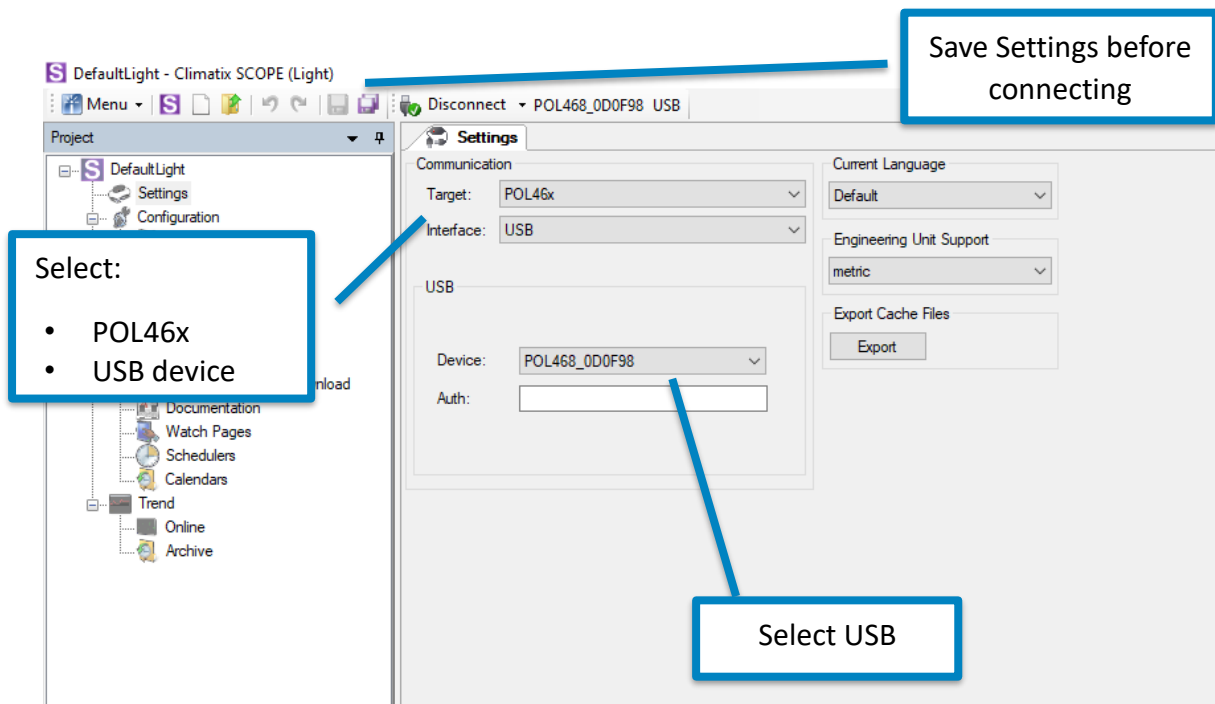 Save Settings before
connecting
DefaultLight - Climatix SCOPE (Light)
Menu
S
Disconnect POL468_0D0F98 USB
Project
Settings
S DefaultLight
Settings
Configuration
Communication
Target: POL46x
Interface: USB
Current Language
Default
Engineering Unit Support
metric
Export Cache Files
Export
USB
Device: POL468_0D0F98
Auth:
Select:
• POL46x
• USB device
nload
Documentation
Watch Pages
Schedulers
Calendars
Trend
Online
Archive
Select USB